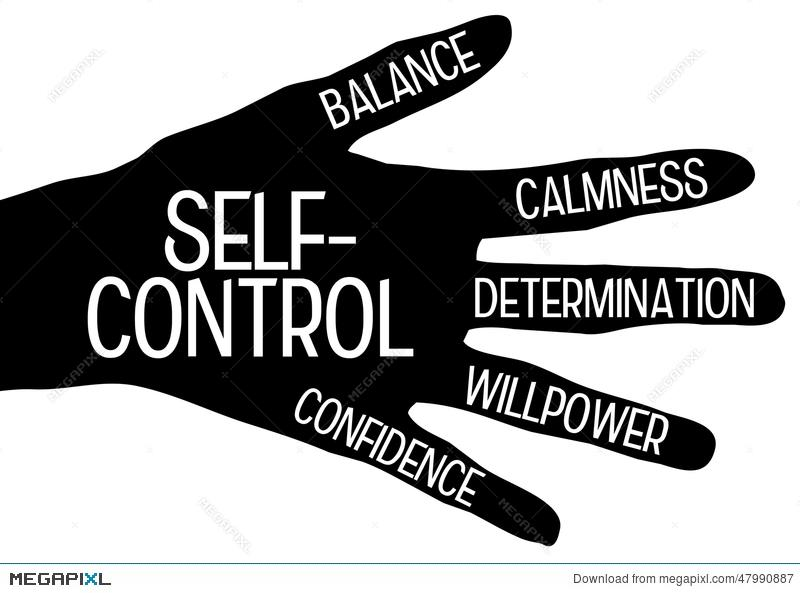 BALANCE
CALMNESS
SELF-
CONTROL
DETERMINATION
WILLPOWER
CONFIDENCE
MEGAPIXL
Download from megapixl.com/47990887